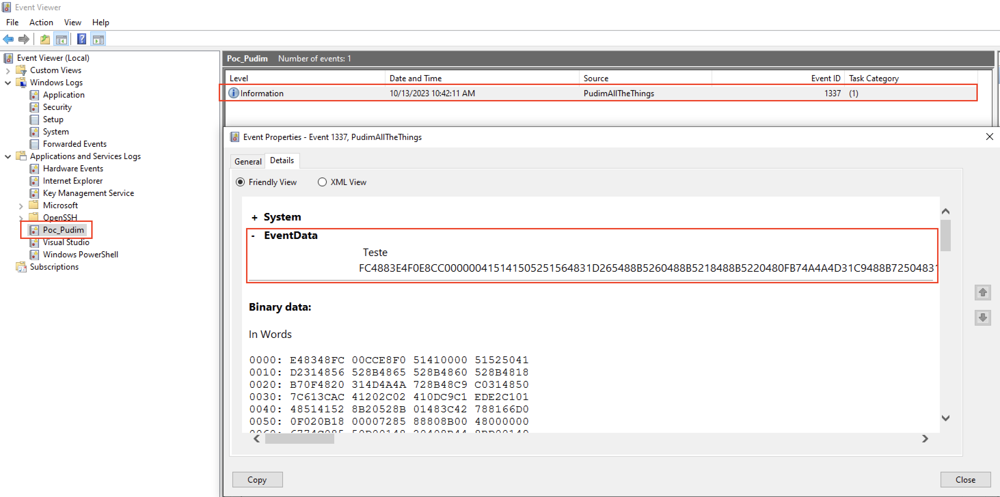 Event Viewer
File Action View Help
Event Viewer (Local)
Custom Views
Windows Logs
Application
Security
Setup
System
Forwarded Events
Applications and Services Logs
Hardware Events
Internet Explorer
Key Management Service
Microsoft
OpenSSH
Poc_Pudim
Visual Studio
Windows PowerShell
Subscriptions
Poc_Pudim Number of events: 1
Level Date and Time Source Event ID Task Category
Information 10/13/2023 10:42:11 AM PudimAllTheThings 1337 (1)
Event Properties - Event 1337, PudimAllTheThings
General Details
Friendly View XML View
+ System
- EventData
Teste
FC4883E4F0E8CC000000415141505251564831D265488B5260488B5218488B5220480FB74A4A4D31C9488B72504831
Binary data:
In Words
0000: E48348FC 00CCE8F0 51410000 51525041
0010: D2314856 528B4865 528B4860 528B4818
0020: B70F4820 314D4A4A 728B48C9 C0314850
0030: 7C613CAC 41202C02 410DC9C1 EDE2C101
0040: 48514152 8B20528B 01483C42 788166D0
0050: 0F020B18 00007285 88808B00 48000000
Copy Close